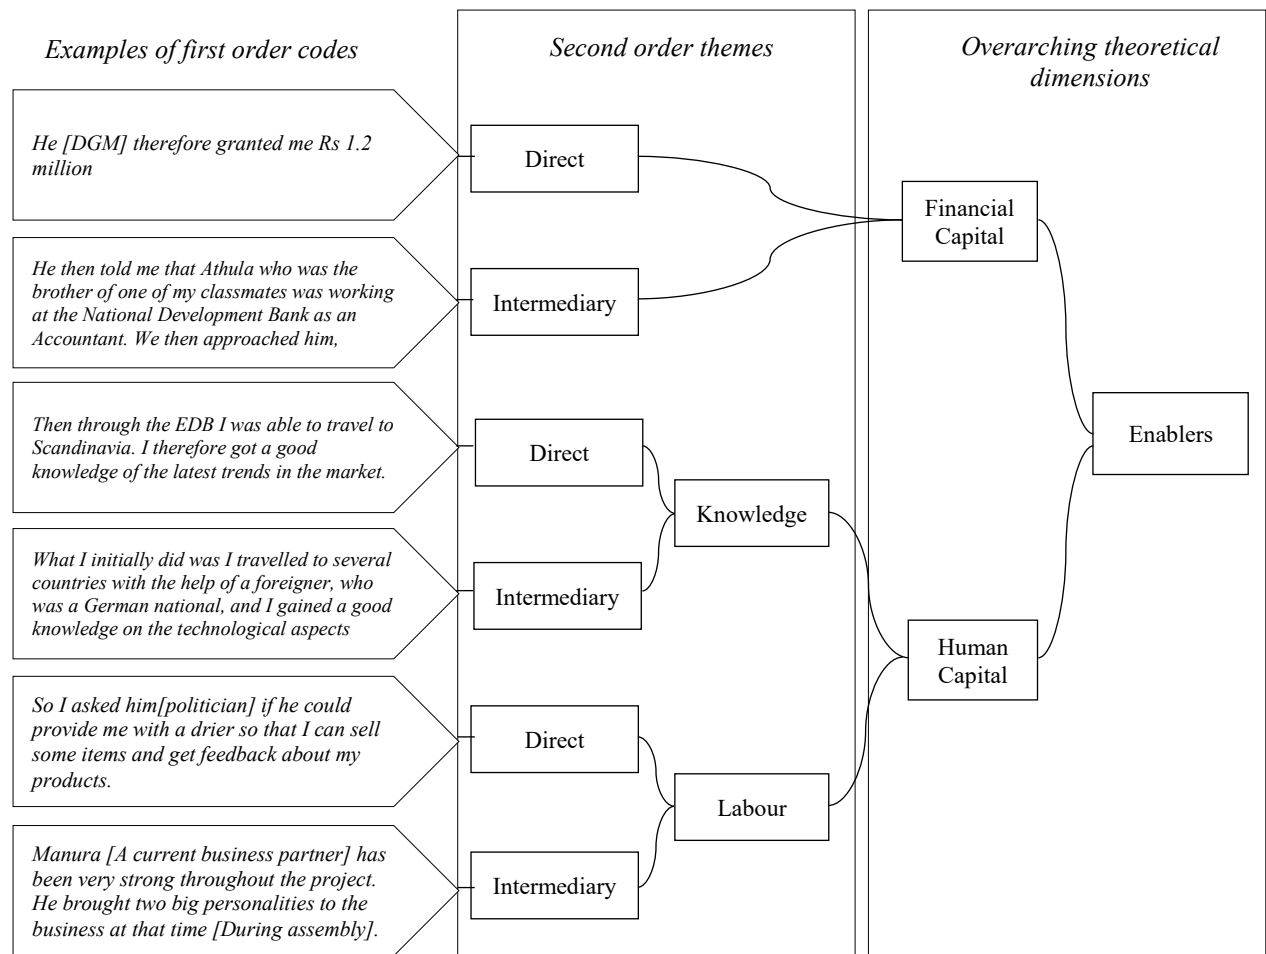 Examples of first order codes
Second order themes
Overarching theoretical
dimensions
He [DGM] therefore granted me Rs 1.2
million
Direct
Financial
Capital
He then told me that Athula who was the
brother of one of my classmates was working
at the National Development Bank as an
Accountant. We then approached him,
Intermediary
Then through the EDB I was able to travel to
Scandinavia. I therefore got a good
knowledge of the latest trends in the market.
Direct
Enablers
Knowledge
What I initially did was I travelled to several
countries with the help of a foreigner, who
was a German national, and I gained a good
knowledge on the technological aspects
Intermediary
Human
Capital
So I asked him[politician] if he could
provide me with a drier so that I can sell
some items and get feedback about my
products.
Direct
Labour
Manura [A current business partner] has
been very strong throughout the project.
He brought two big personalities to the
business at that time [During assembly].
Intermediary